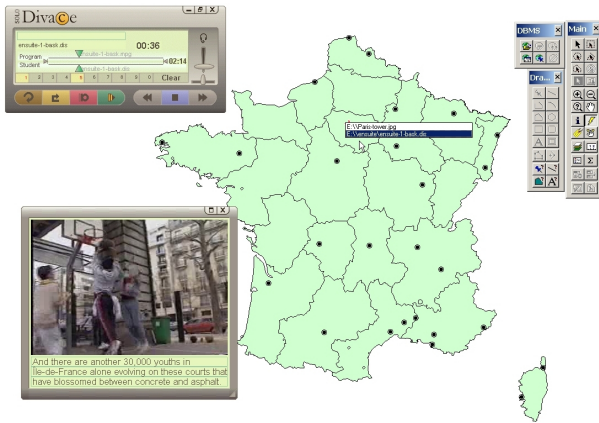 SOLO Divace
ensuite-1-bask.dis
00:36
ensuite-1-bask.mpg
Program
Student
02:14
ensuite-1-bask.dis
1 2 3 4 5 6 7 8 9 0 Clear
DBMS
Main
Dra...
E:\\Paris-tower.jpg
E:\\ensuite\ensuite-1-bask.dis
And there are another 30,000 youths in
Ile-de-France alone evolving on these courts that
have blossomed between concrete and asphalt.